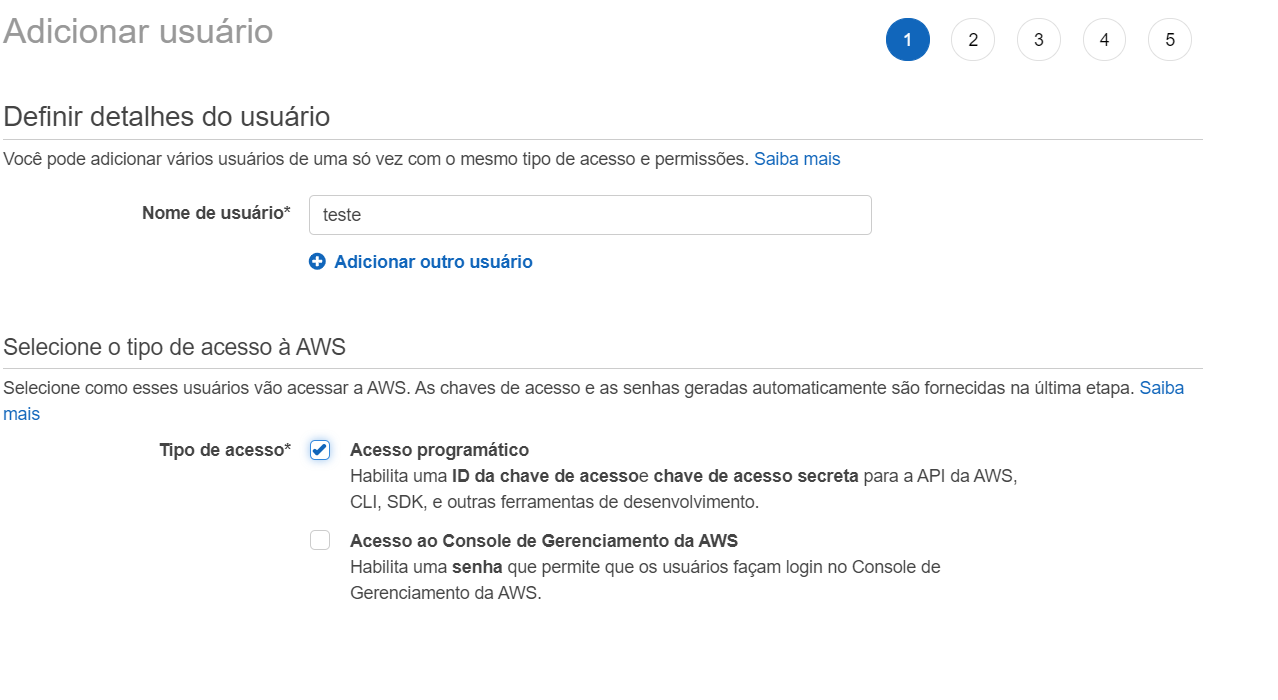 Adicionar usuário
1 2 3 4 5
Definir detalhes do usuário
Você pode adicionar vários usuários de uma só vez com o mesmo tipo de acesso e permissões. Saiba mais
Nome de usuário* teste
Adicionar outro usuário
Selecione o tipo de acesso à AWS
Selecione como esses usuários vão acessar a AWS. As chaves de acesso e as senhas geradas automaticamente são fornecidas na última etapa. Saiba
mais
Tipo de acesso* Acesso programático
Habilita uma ID da chave de acessoe chave de acesso secreta para a API da AWS,
CLI, SDK, e outras ferramentas de desenvolvimento.
Acesso ao Console de Gerenciamento da AWS
Habilita uma senha que permite que os usuários façam login no Console de
Gerenciamento da AWS.